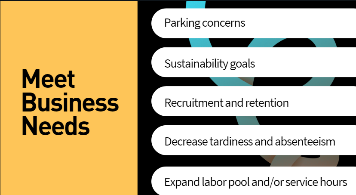 Meet
Business
Needs
Parking concerns
Sustainability goals
Recruitment and retention
Decrease tardiness and absenteeism
Expand labor pool and/or service hours